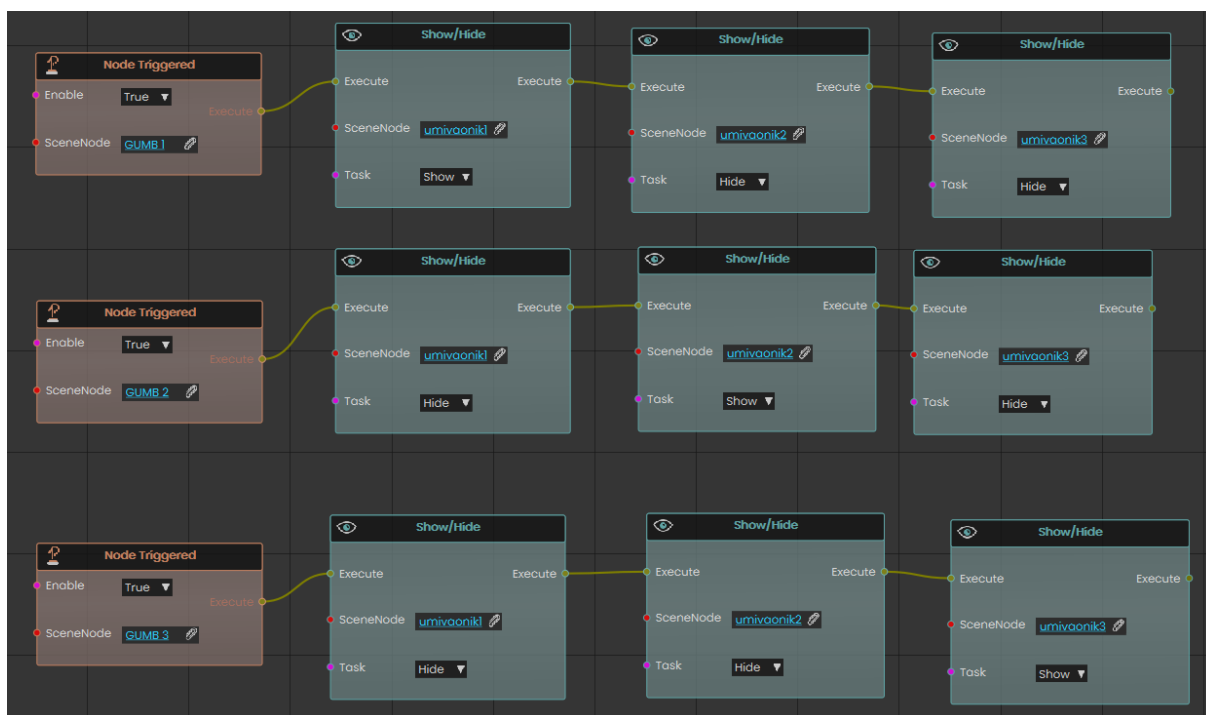 Node Triggered
Enable True
Execute
SceneNode GUMB 1
Show/Hide
Execute Execute
SceneNode umivaonik1
Task Show
Show/Hide
Execute Execute
SceneNode umivaonik2
Task Hide
Show/Hide
Execute Execute
SceneNode umivaonik3
Task Hide
Node Triggered
Enable True
Execute
SceneNode GUMB 2
Show/Hide
Execute Execute
SceneNode umivaonik1
Task Hide
Show/Hide
Execute Execute
SceneNode umivaonik2
Task Show
Show/Hide
Execute Execute
SceneNode umivaonik3
Task Hide
Node Triggered
Enable True
Execute
SceneNode GUMB 3
Show/Hide
Execute Execute
SceneNode umivaonik1
Task Hide
Show/Hide
Execute Execute
SceneNode umivaonik2
Task Hide
Show/Hide
Execute Execute
SceneNode umivaonik3
Task Show